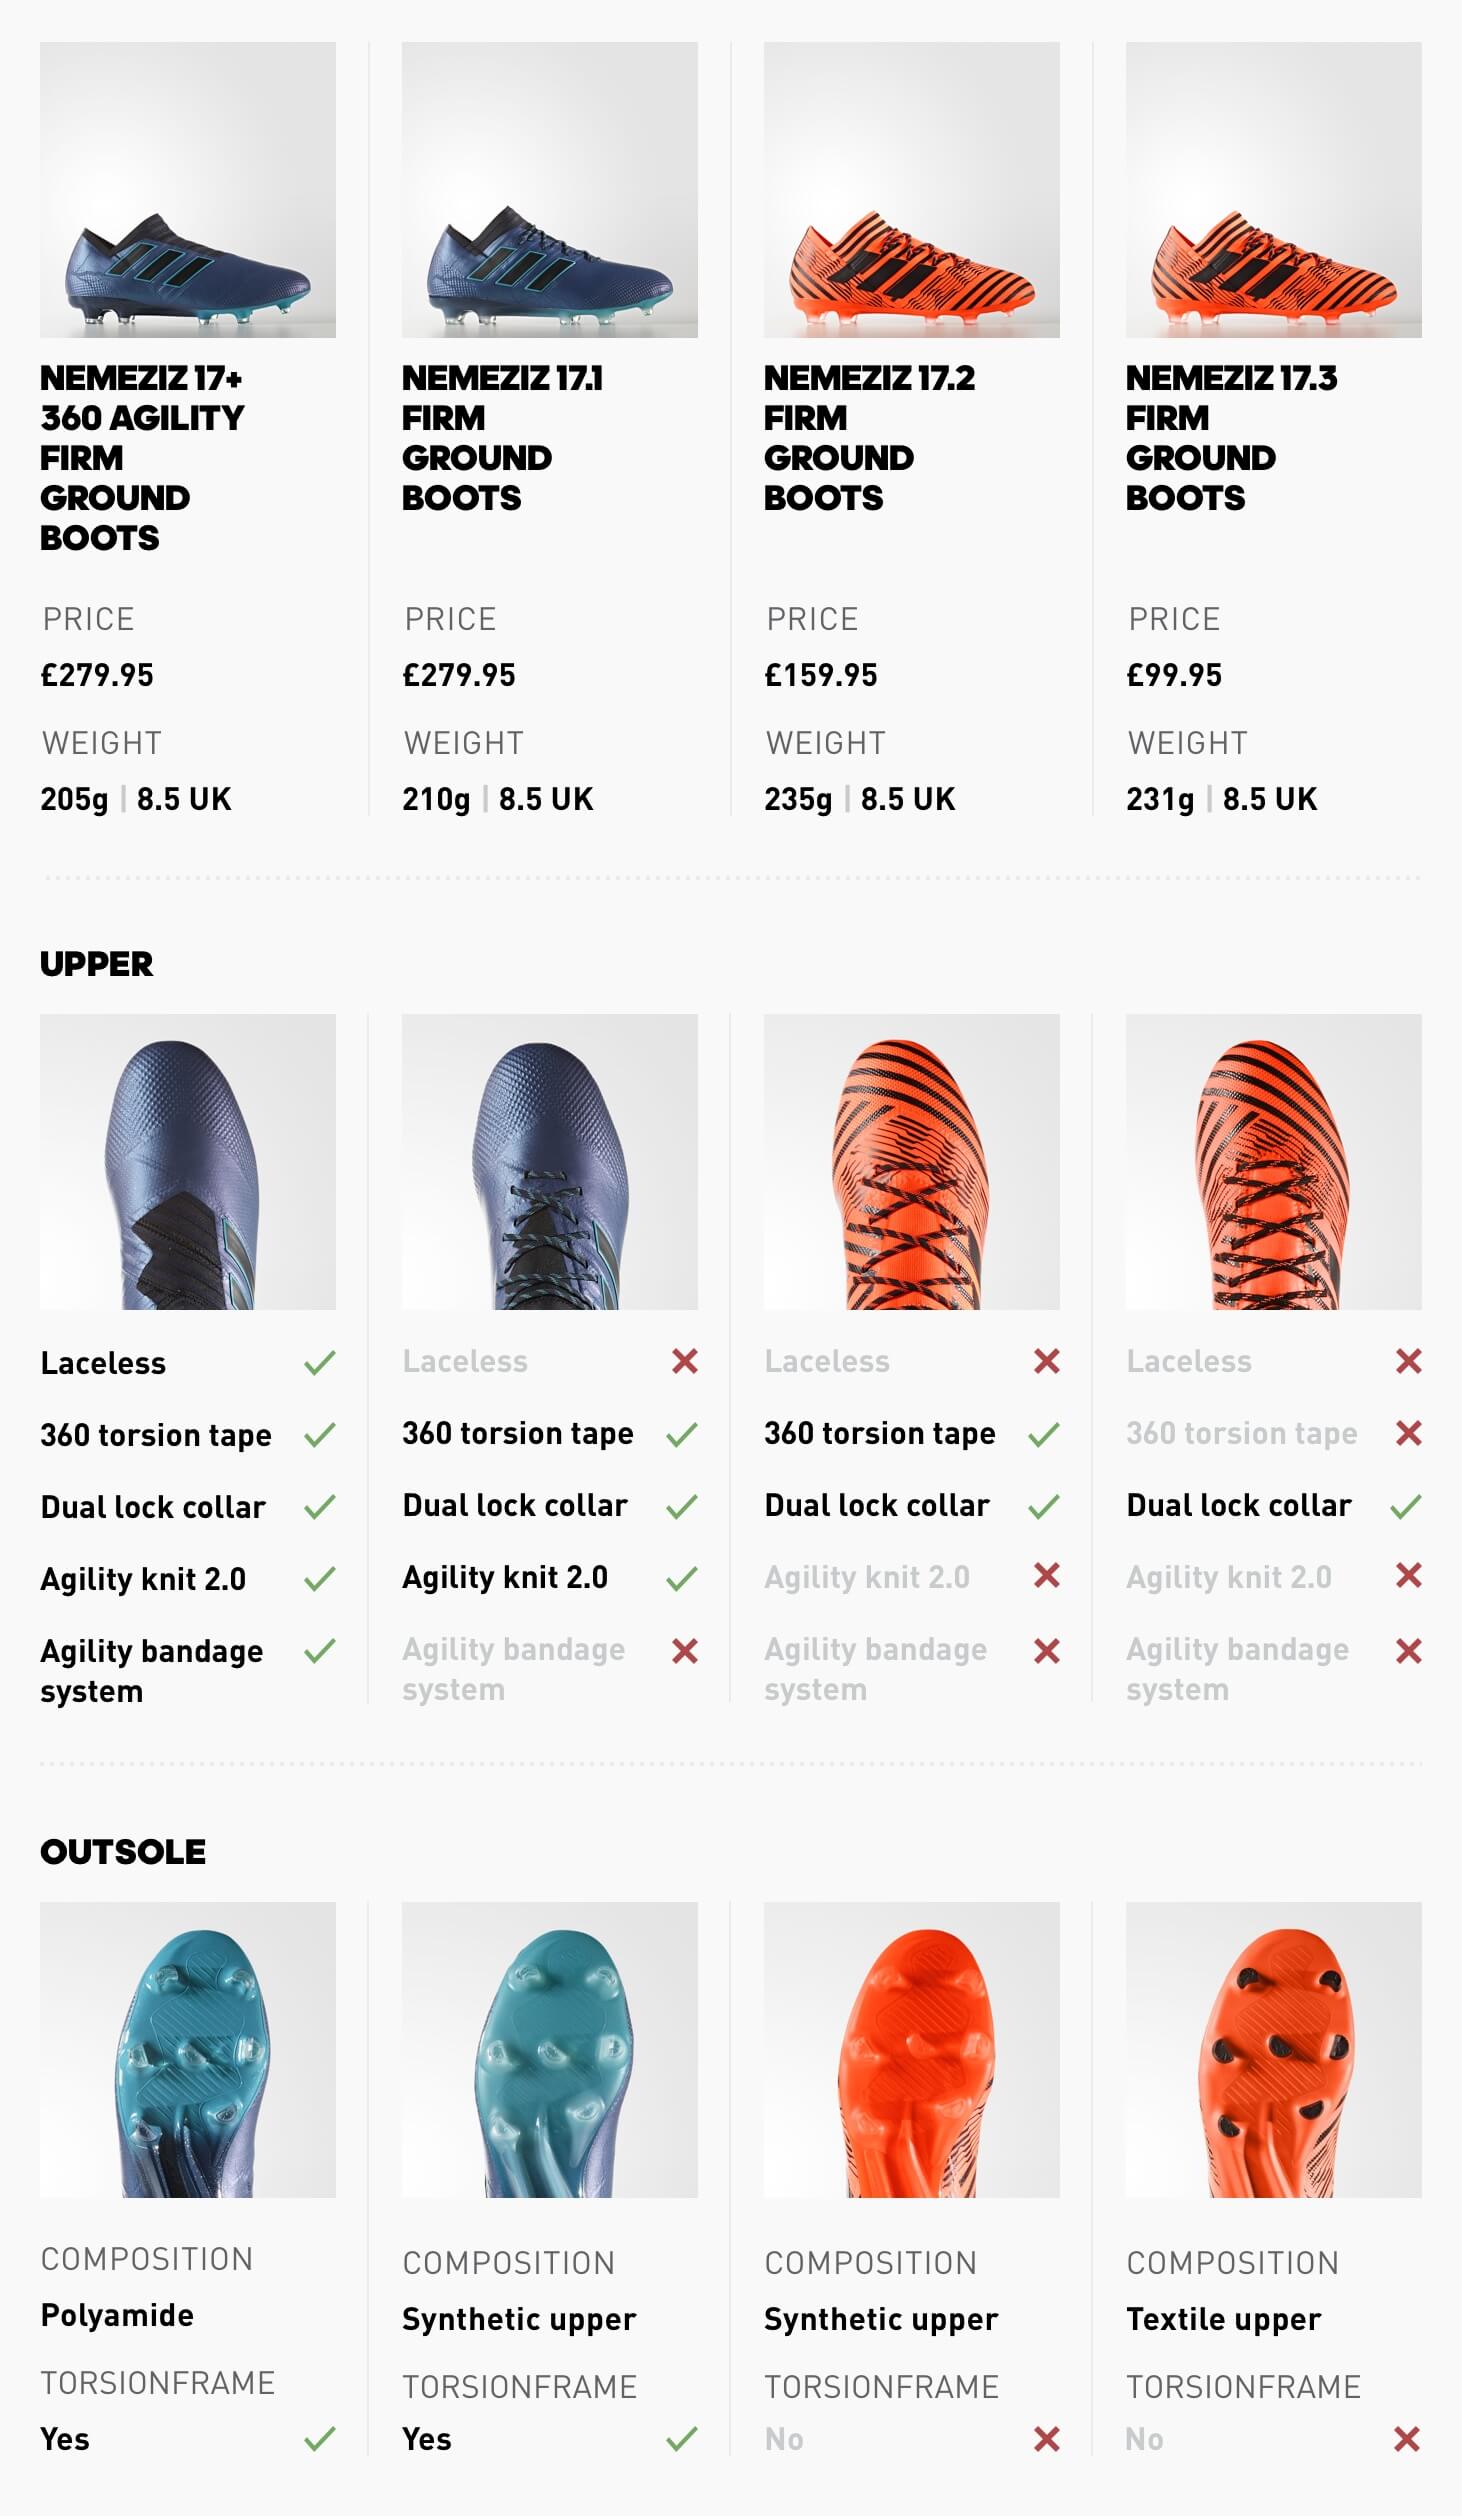 NEMEZIZ 17+
360 AGILITY
FIRM
GROUND
BOOTS
PRICE
£279.95
WEIGHT
205g | 8.5 UK
NEMEZIZ 17.1
FIRM
GROUND
BOOTS
PRICE
£279.95
WEIGHT
210g | 8.5 UK
NEMEZIZ 17.2
FIRM
GROUND
BOOTS
PRICE
£159.95
WEIGHT
235g | 8.5 UK
NEMEZIZ 17.3
FIRM
GROUND
BOOTS
PRICE
£99.95
WEIGHT
231g | 8.5 UK
UPPER
Laceless
360 torsion tape
Dual lock collar
Agility knit 2.0
Agility bandage
system
Laceless
360 torsion tape
Dual lock collar
Agility knit 2.0
Agility bandage
system
Laceless
360 torsion tape
Dual lock collar
Agility knit 2.0
Agility bandage
system
Laceless
360 torsion tape
Dual lock collar
Agility knit 2.0
Agility bandage
system
OUTSOLE
COMPOSITION
Polyamide
TORSIONFRAME
Yes
COMPOSITION
Synthetic upper
TORSIONFRAME
Yes
COMPOSITION
Synthetic upper
TORSIONFRAME
No
COMPOSITION
Textile upper
TORSIONFRAME
No